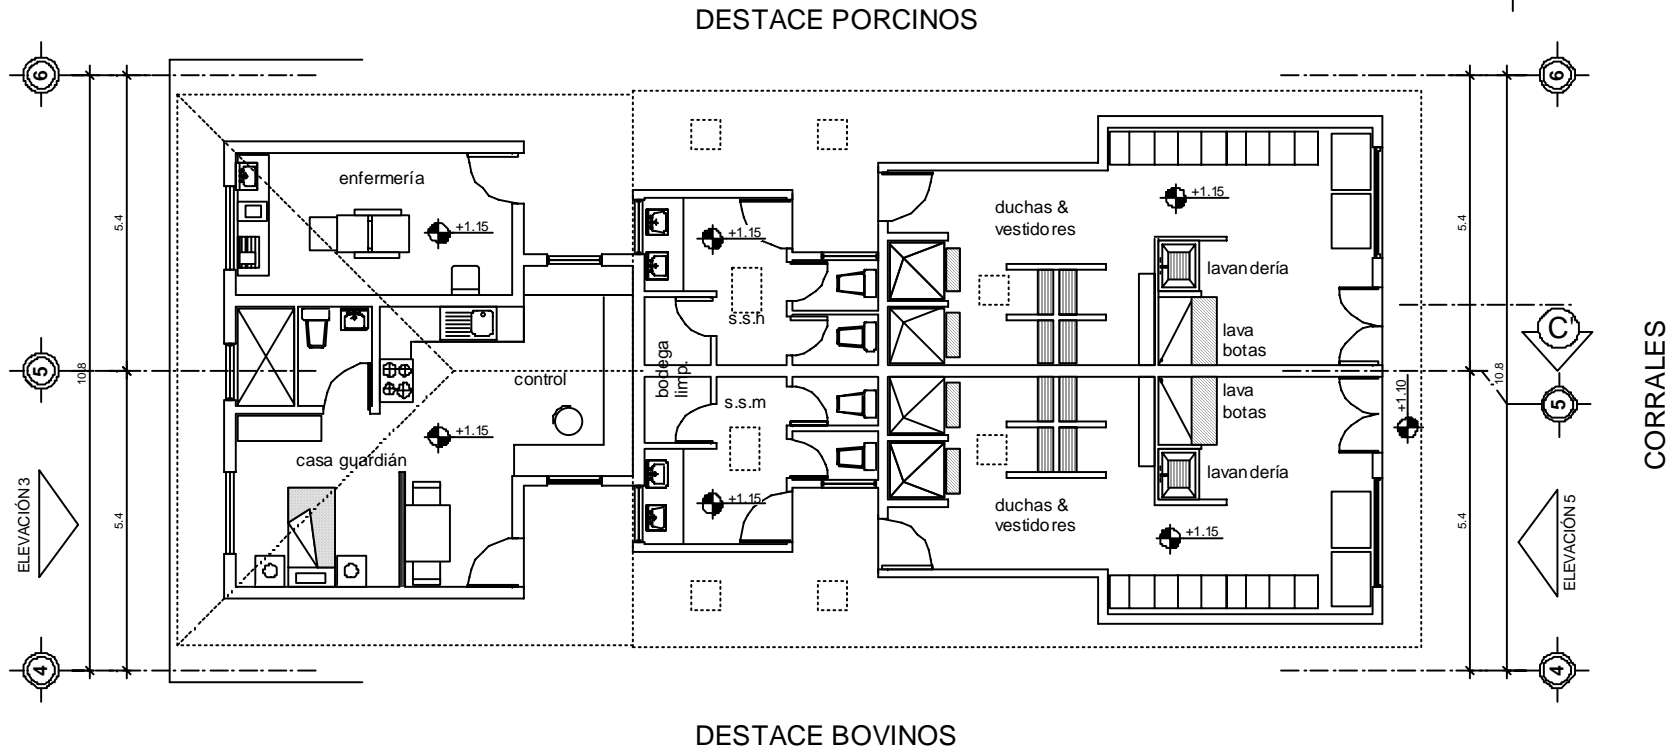 DESTACE PORCINOS
6
6
enfermería
+1.15
+1.15
duchas &
vestidores
+1.15
5.4
5.4
lavandería
s.s.h
lava
botas
C'
5
10.8
control
bodega
limp.
10.8
5
s.s.m
lava
botas
+1.10
CORRALES
+1.15
casa guardián
lavandería
+1.15
duchas &
vestidores
+1.15
ELEVACIÓN 3
5.4
5.4
ELEVACIÓN 5
4
4
DESTACE BOVINOS